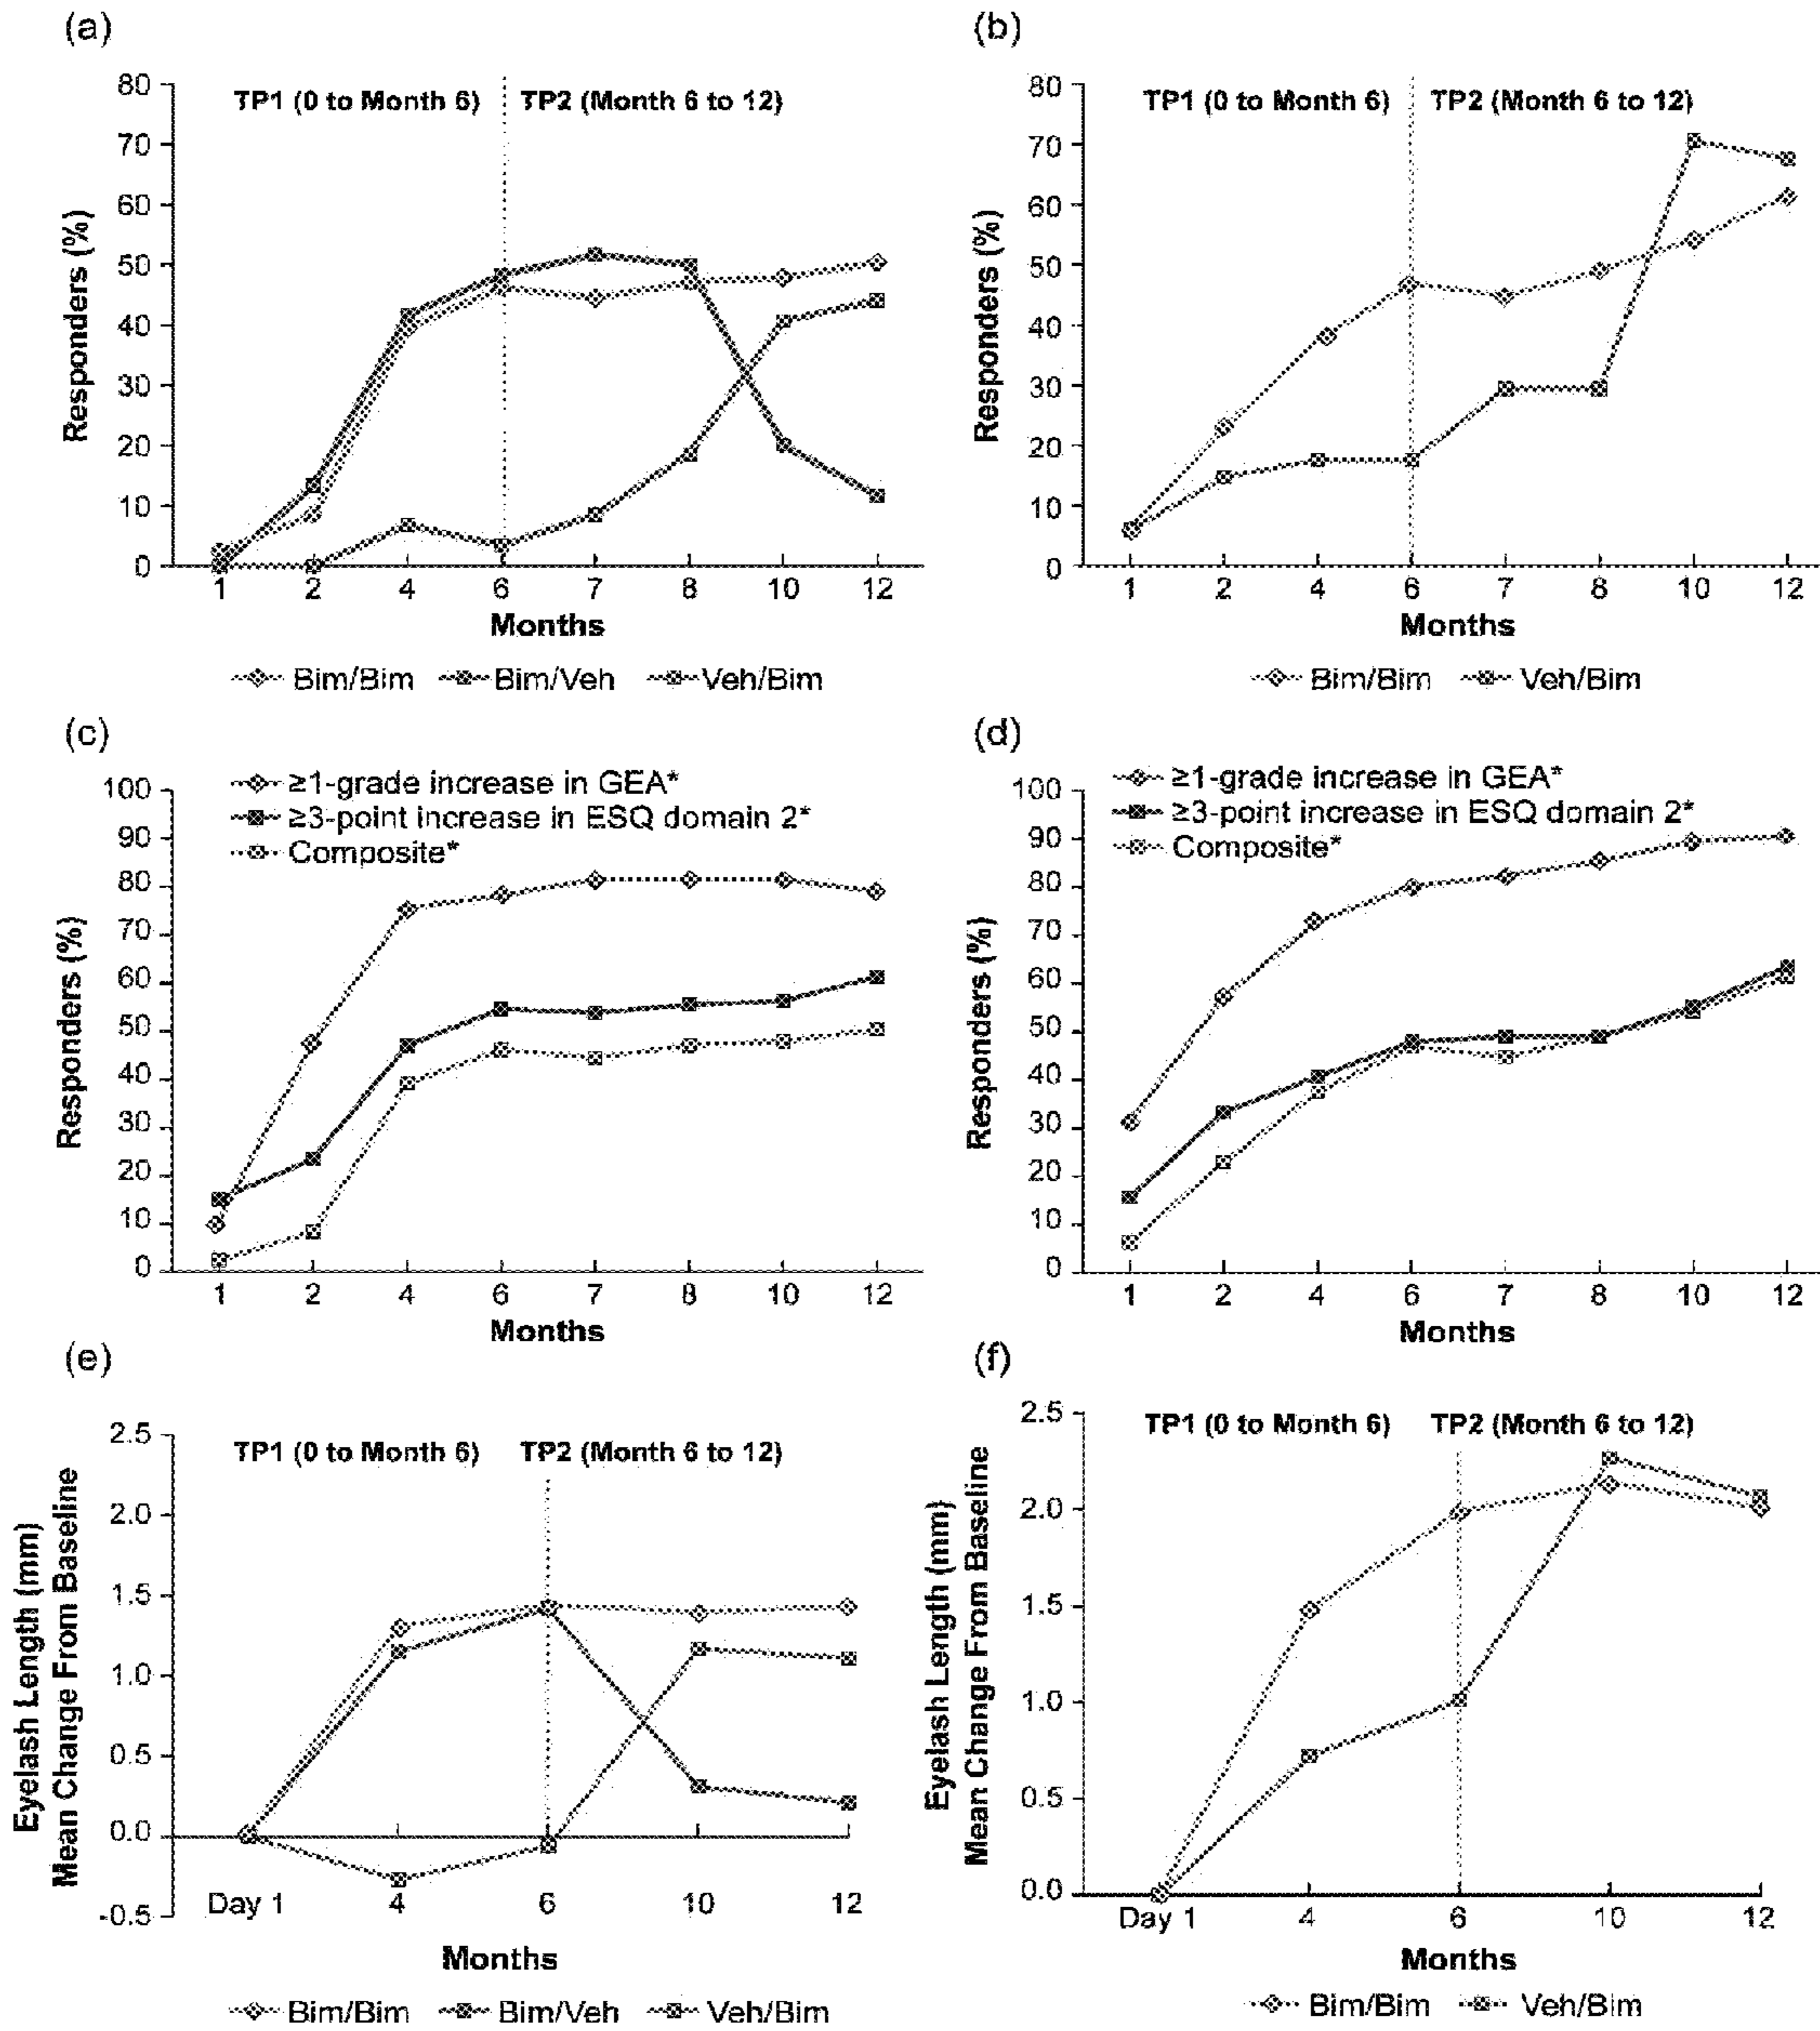 (a)
TP1 (0 to Month 6) TP2 (Month 6 to 12)
Responders (%)
80
70
60
50
40
30
20
10
0
1 2 4 6 7 8 10 12
Months
Bim/Bim Bim/Veh Veh/Bim
(b)
TP1 (0 to Month 6) TP2 (Month 6 to 12)
Responders (%)
80
70
60
50
40
30
20
10
0
1 2 4 6 7 8 10 12
Months
Bim/Bim Veh/Bim
(c)
≥1-grade increase in GEA*
≥3-point increase in ESQ domain 2*
Composite*
Responders (%)
100
90
80
70
60
50
40
30
20
10
0
1 2 4 6 7 8 10 12
Months
(d)
≥1-grade increase in GEA*
≥3-point increase in ESQ domain 2*
Composite*
Responders (%)
100
90
80
70
60
50
40
30
20
10
0
1 2 4 6 7 8 10 12
Months
(e)
TP1 (0 to Month 6) TP2 (Month 6 to 12)
Eyelash Length (mm)
Mean Change From Baseline
2.5
2.0
1.5
1.0
0.5
0.0
-0.5
Day 1 4 6 10 12
Months
Bim/Bim Bim/Veh Veh/Bim
(f)
TP1 (0 to Month 6) TP2 (Month 6 to 12)
Eyelash Length (mm)
Mean Change From Baseline
2.5
2.0
1.5
1.0
0.5
0.0
Day 1 4 6 10 12
Months
Bim/Bim Veh/Bim